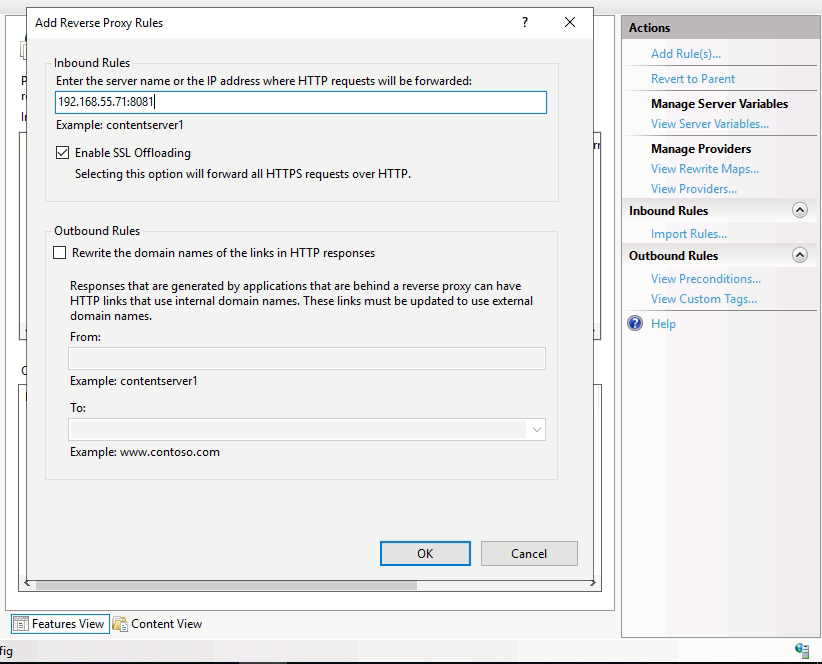 Add Reverse Proxy Rules
?
Inbound Rules
Enter the server name or the IP address where HTTP requests will be forwarded:
192.168.55.71:8081
Example: contentserver1
Enable SSL Offloading
Selecting this option will forward all HTTPS requests over HTTP.
Outbound Rules
Rewrite the domain names of the links in HTTP responses
Responses that are generated by applications that are behind a reverse proxy can have
HTTP links that use internal domain names. These links must be updated to use external
domain names.
From:
Example: contentserver1
To:
Example: www.contoso.com
OK
Cancel
Features View
Content View
fig
Actions
Add Rule(s)...
Revert to Parent
Manage Server Variables
View Server Variables...
Manage Providers
View Rewrite Maps...
View Providers...
Inbound Rules
Import Rules...
Outbound Rules
View Preconditions...
View Custom Tags...
Help